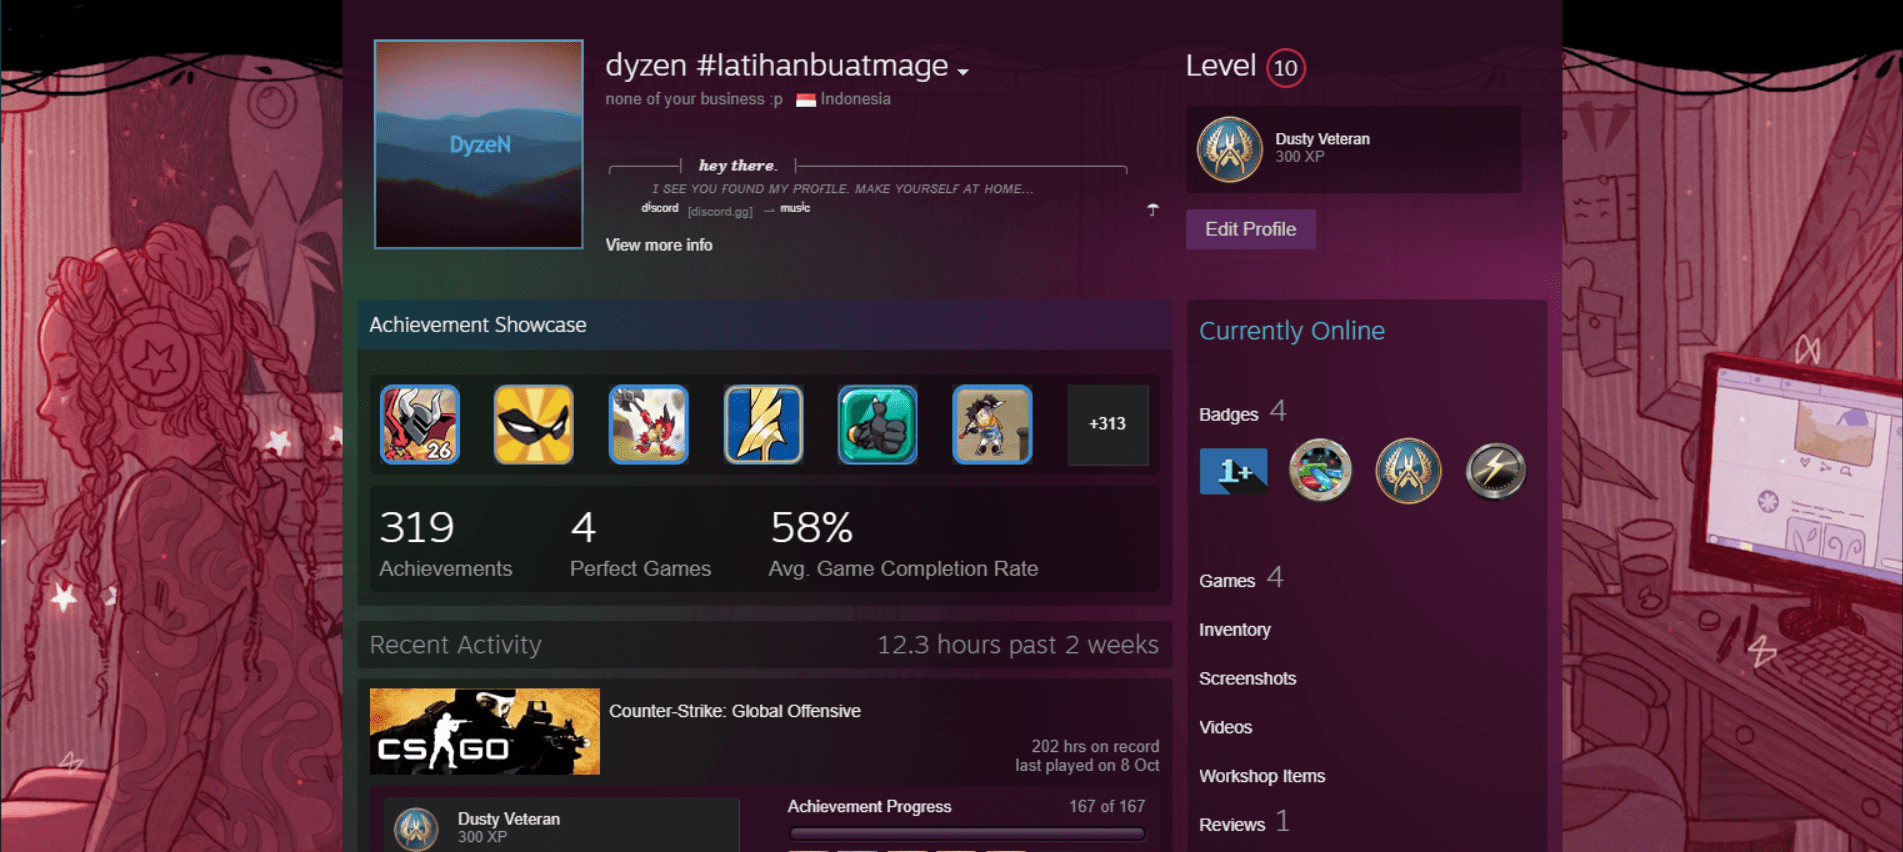 dyzen #latihanbuatmage
none of your business :p Indonesia
hey there.
I SEE YOU FOUND MY PROFILE. MAKE YOURSELF AT HOME...
discord [discord.gg] → music
View more info
DyzeN
Level 10
Dusty Veteran
300 XP
Edit Profile
Achievement Showcase
26
1
+313
319
Achievements
4
Perfect Games
58%
Avg. Game Completion Rate
Recent Activity
12.3 hours past 2 weeks
CS GO
Counter-Strike: Global Offensive
202 hrs on record
last played on 8 Oct
Dusty Veteran
300 XP
Achievement Progress
167 of 167
Currently Online
Badges 4
1+
Games 4
Inventory
Screenshots
Videos
Workshop Items
Reviews 1